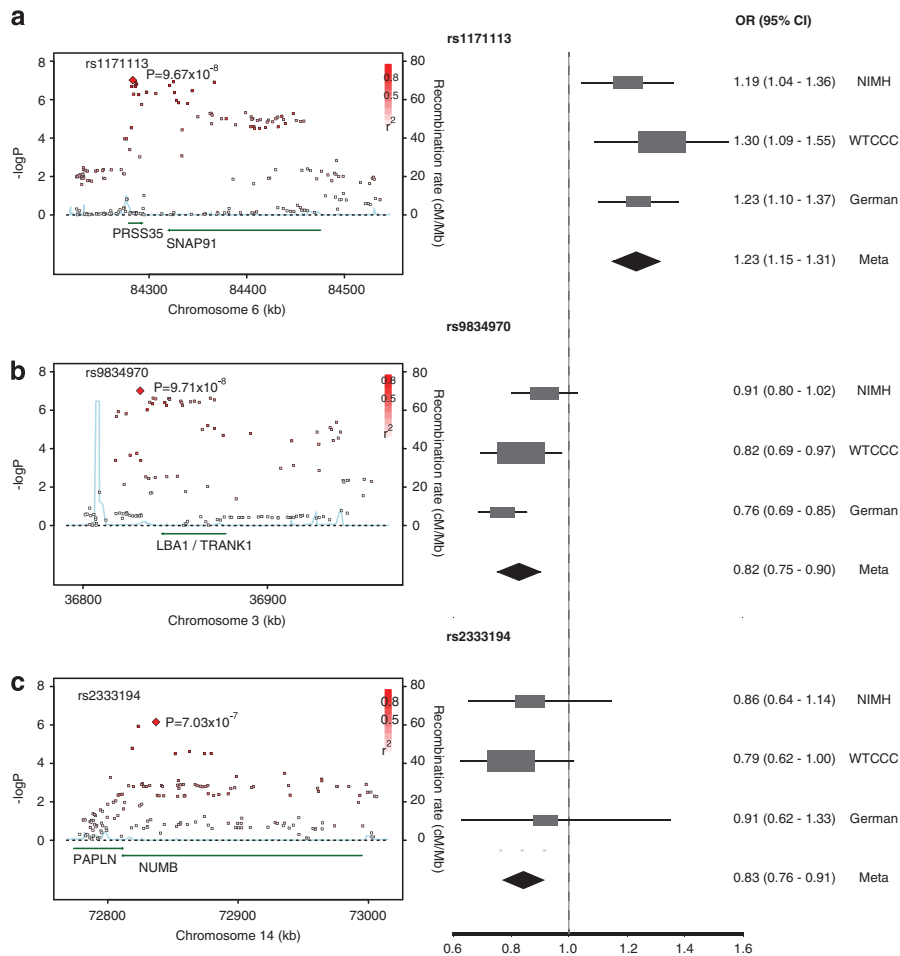 a
rs1171113
OR (95% CI)
8
6
4
2
0
-logP
80
60
40
20
0
Recombination rate (cM/Mb)
rs1171113
P=9.67x10-8
0.8
0.5
r2
PRSS35
SNAP91
84300
84400
84500
Chromosome 6 (kb)
1.19 (1.04 - 1.36) NIMH
1.30 (1.09 - 1.55) WTCCC
1.23 (1.10 - 1.37) German
1.23 (1.15 - 1.31) Meta
b
rs9834970
8
6
4
2
0
-logP
80
60
40
20
0
Recombination rate (cM/Mb)
rs9834970
P=9.71x10-8
0.8
0.5
r2
LBA1 / TRANK1
36800
36900
Chromosome 3 (kb)
0.91 (0.80 - 1.02) NIMH
0.82 (0.69 - 0.97) WTCCC
0.76 (0.69 - 0.85) German
0.82 (0.75 - 0.90) Meta
c
rs2333194
8
6
4
2
0
-logP
80
60
40
20
0
Recombination rate (cM/Mb)
rs2333194
P=7.03x10-7
0.8
0.5
r2
PAPLN
NUMB
72800
72900
73000
Chromosome 14 (kb)
0.86 (0.64 - 1.14) NIMH
0.79 (0.62 - 1.00) WTCCC
0.91 (0.62 - 1.33) German
0.83 (0.76 - 0.91) Meta
0.6
0.8
1.0
1.2
1.4
1.6